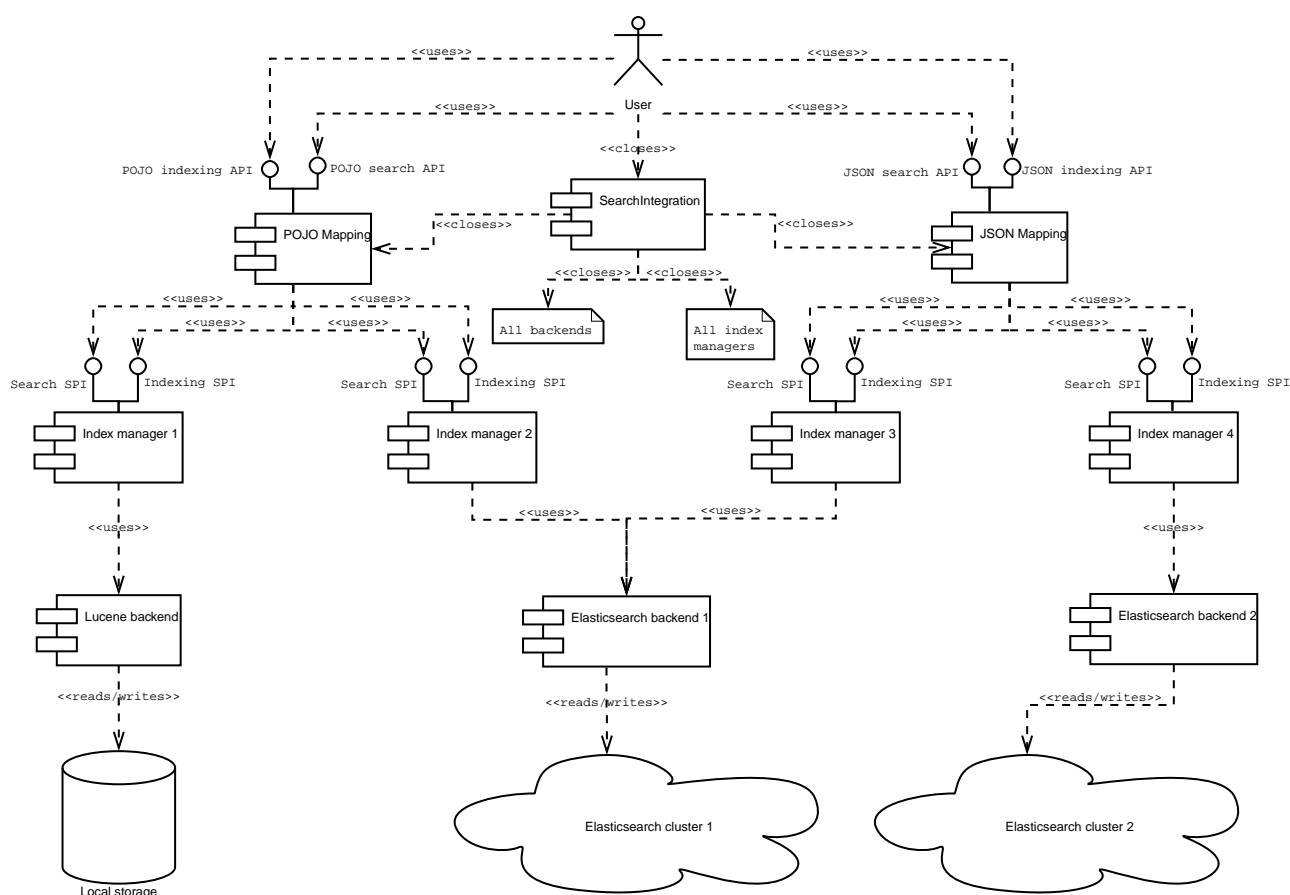 <<uses>>
<<uses>>
User
<<uses>>
<<uses>>
<<closes>>
POJO indexing API
POJO search API
JSON search API
JSON indexing API
SearchIntegration
POJO Mapping
<<closes>>
<<closes>>
JSON Mapping
<<closes>>
<<closes>>
<<uses>>
<<uses>>
<<uses>>
<<uses>>
<<uses>>
<<uses>>
<<uses>>
<<uses>>
All backends
All index
managers
Search SPI
Indexing SPI
Search SPI
Indexing SPI
Search SPI
Indexing SPI
Search SPI
Indexing SPI
Index manager 1
Index manager 2
Index manager 3
Index manager 4
<<uses>>
<<uses>>
<<uses>>
<<uses>>
Lucene backend
Elasticsearch backend 1
Elasticsearch backend 2
<<reads/writes>>
<<reads/writes>>
<<reads/writes>>
Elasticsearch cluster 1
Elasticsearch cluster 2
Local storage